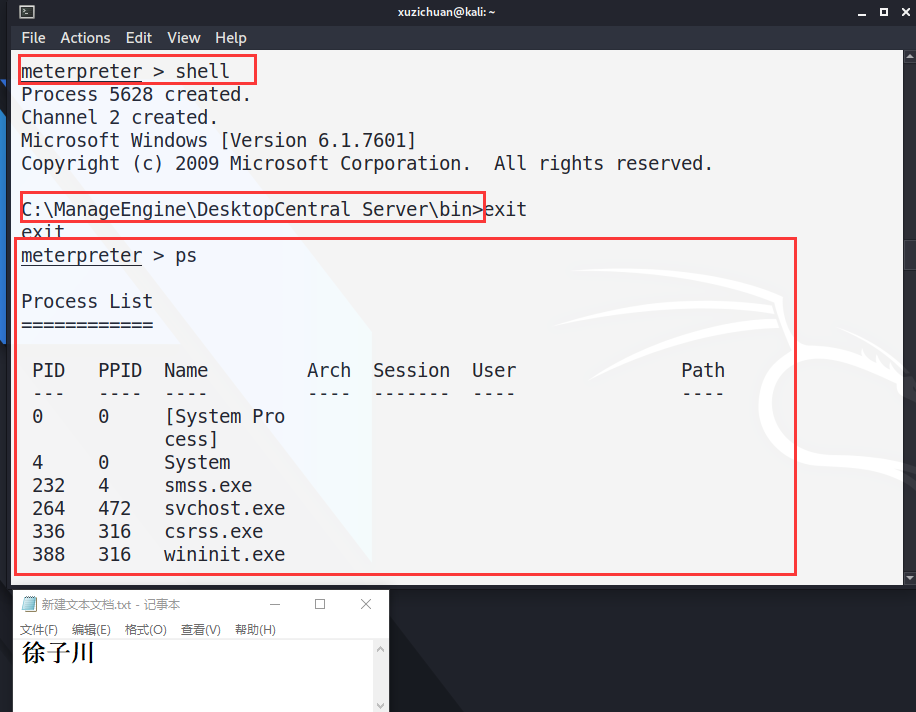 xuzichuan@kali: ~
File Actions Edit View Help
meterpreter > shell
Process 5628 created.
Channel 2 created.
Microsoft Windows [Version 6.1.7601]
Copyright (c) 2009 Microsoft Corporation.  All rights reserved.
C:\ManageEngine\DesktopCentral_Server\bin>exit
exit
meterpreter > ps
Process List
============
PID PPID Name Arch Session User Path
--- ---- ---- ---- ------- ---- ----
0 0 [System Pro
cess]
4 0 System
232 4 smss.exe
264 472 svchost.exe
336 316 csrss.exe
388 316 wininit.exe
新建文本文档.txt - 记事本
文件(F) 编辑(E) 格式(O) 查看(V) 帮助(H)
徐子川